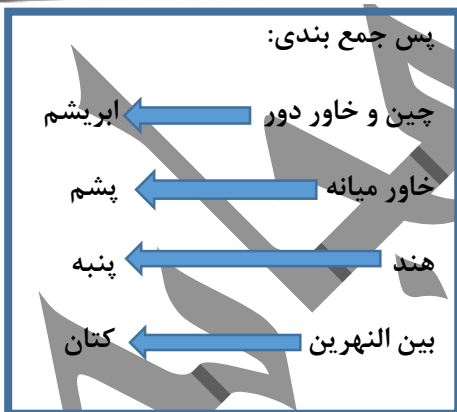 پس جمع بندی:
چین و خاور دور ابریشم
خاور میانه پشم
هند پنبه
بین النهرین کتان